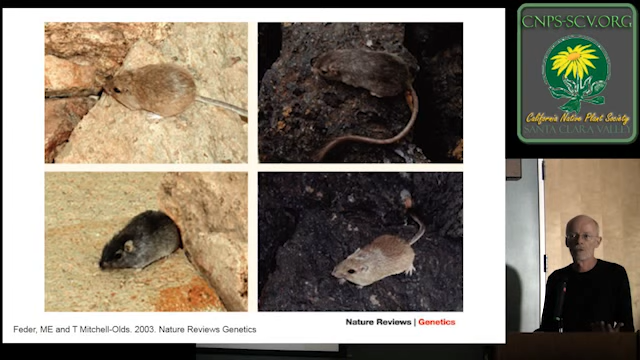 CNPS-SCV.ORG
California Native Plant Society
SANTA CLARA VALLEY
Nature Reviews | Genetics
Feder, ME and T Mitchell-Olds. 2003. Nature Reviews Genetics